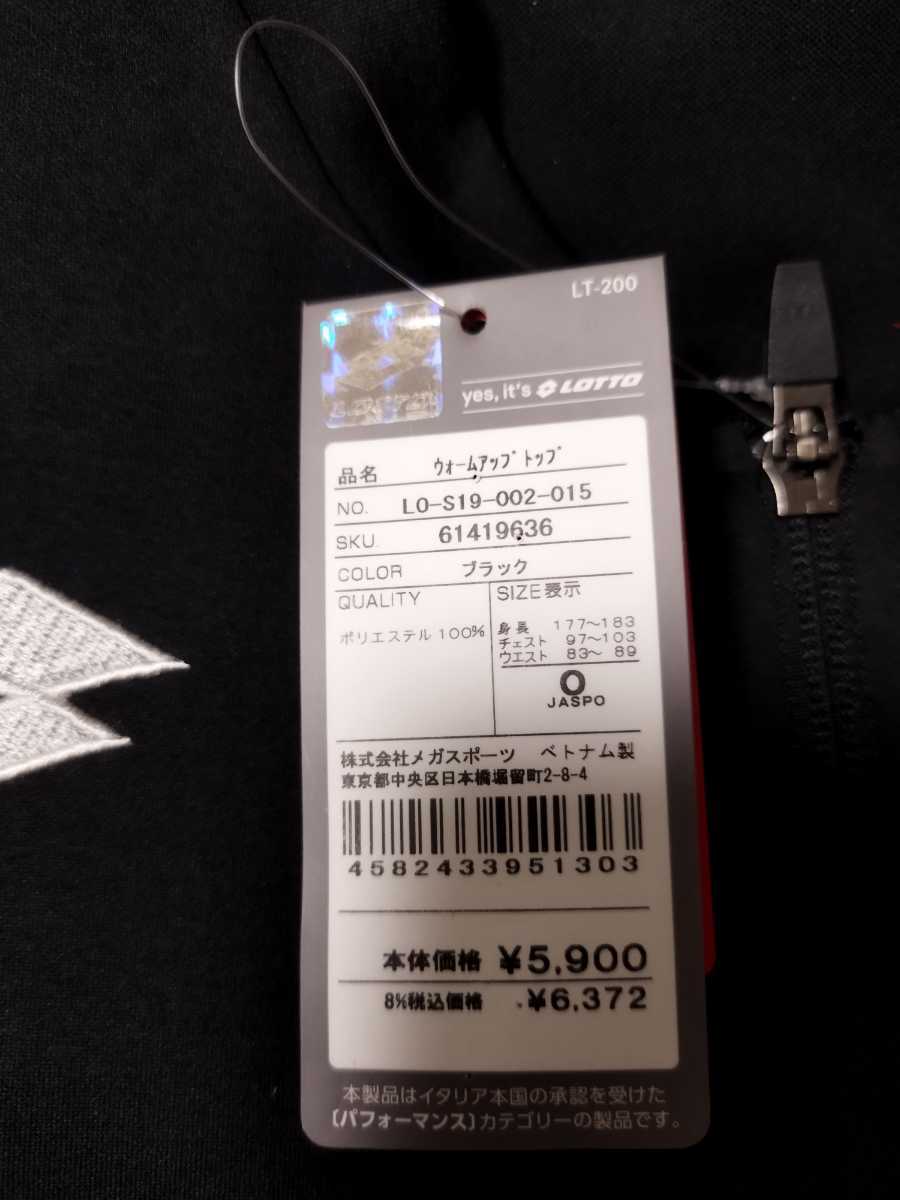 LT-200
yes, it's LOTTO
品名 ウォームアップトップ
NO. LO-S19-002-015
SKU. 61419636
COLOR ブラック
QUALITY
ポリエステル 100%
SIZE表示
身長 177〜183
チェスト 97〜103
ウエスト 83〜 89
O
JASPO
株式会社メガスポーツ ベトナム製
東京都中央区日本橋堀留町2-8-4
4582433951303
本体価格 ¥5,900
8%税込価格 ¥6,372
本製品はイタリア本国の承認を受けた
〔パフォーマンス〕カテゴリーの製品です。